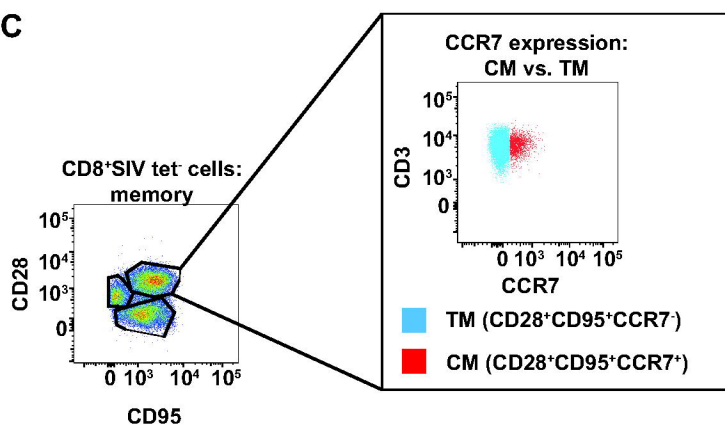 C
CD8⁺SIV tet⁻ cells:
memory
10⁵
10⁴
10³
0
CD28
0 10³ 10⁴ 10⁵
CD95
CCR7 expression:
CM vs. TM
10⁵
10⁴
10³
0
CD3
0 10³ 10⁴ 10⁵
CCR7
TM (CD28⁺CD95⁺CCR7⁻)
CM (CD28⁺CD95⁺CCR7⁺)